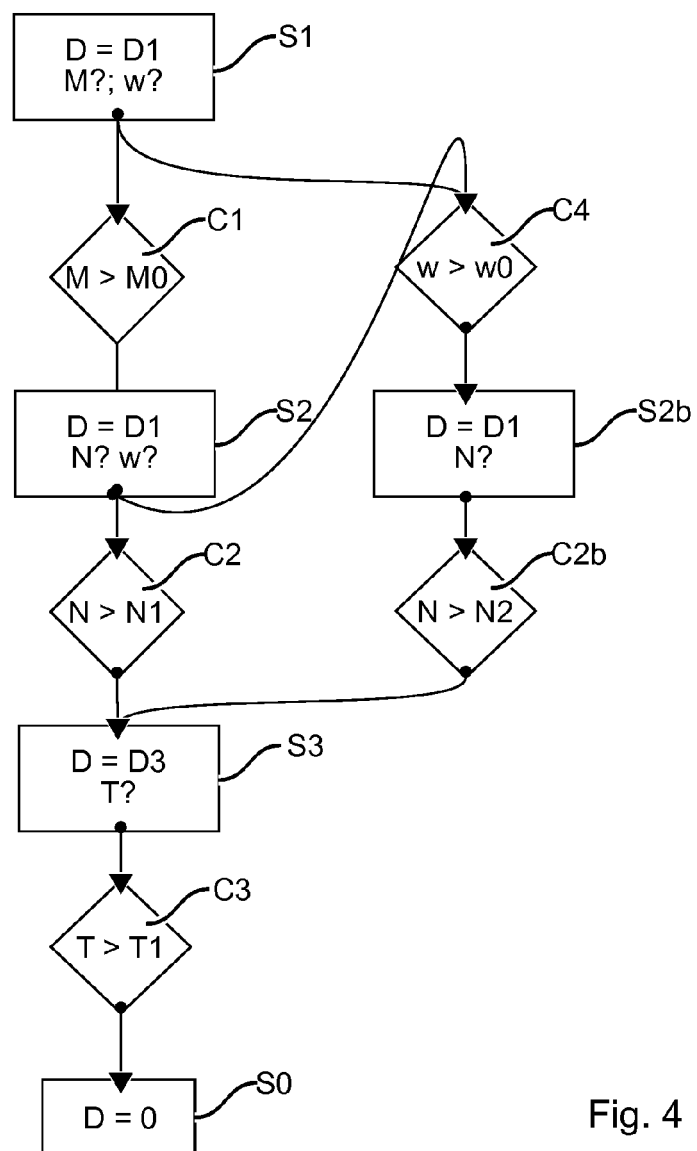 D = D1
M?; w?
S1
M > M0
C1
w > w0
C4
D = D1
N? w?
S2
D = D1
N?
S2b
N > N1
C2
N > N2
C2b
D = D3
T?
S3
T > T1
C3
D = 0
S0
Fig. 4